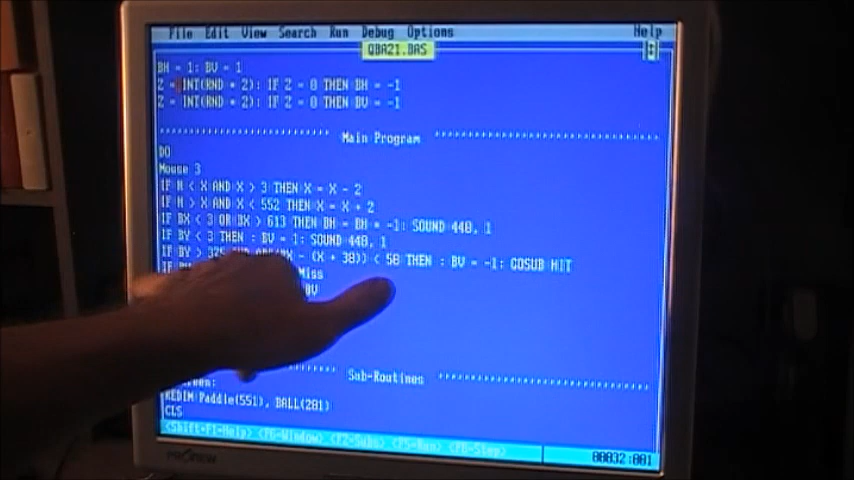 File Edit View Search Run Debug Options Help
QBA21.BAS
BH = 1: BV = 1
Z = INT(RND * 2): IF Z = 0 THEN BH = -1
Z = INT(RND * 2): IF Z = 0 THEN BV = -1
Main Program
DO
Mouse 3
IF H < X AND X > 3 THEN X = X - 2
IF H > X AND X < 552 THEN X = X + 2
IF BX < 3 OR BX > 613 THEN BH = BH * -1: SOUND 440, 1
IF BY < 3 THEN : BV = 1: SOUND 440, 1
IF BY > 325 - (X + 38)) < 58 THEN : BV = -1: GOSUB HIT
IF Miss
BV
Sub-Routines
REDIM Paddle(551), BALL(281)
CLS
<Shift-F1=Help> <F6=Window> <F2=Subs> <F5=Run> <F8=Step> 00032:001